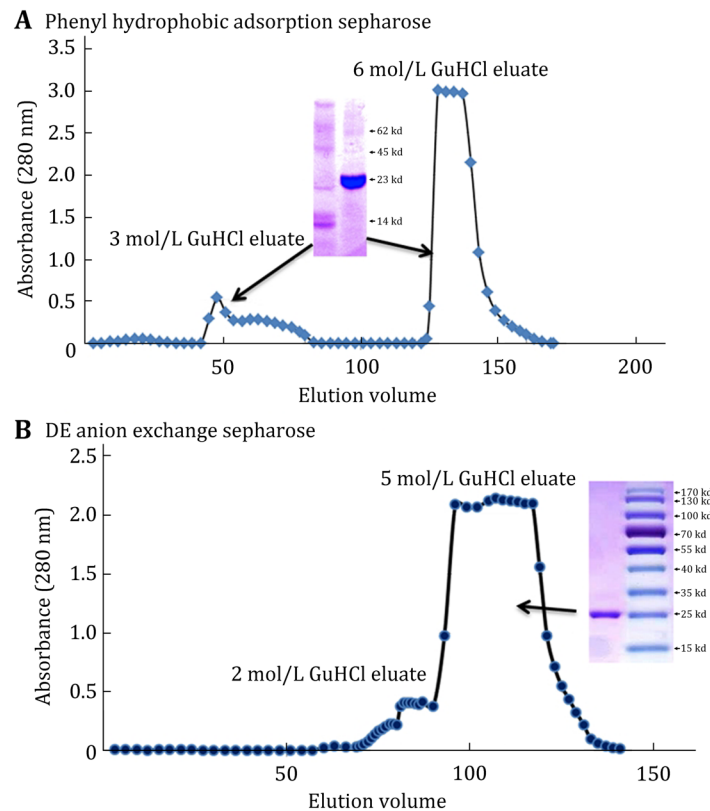 A Phenyl hydrophobic adsorption sepharose
3.5
3.0
2.5
2.0
1.5
1.0
0.5
0
Absorbance (280 nm)
6 mol/L GuHCl eluate
62 kd
45 kd
23 kd
14 kd
3 mol/L GuHCl eluate
50
100
150
200
Elution volume
B DE anion exchange sepharose
2.5
2.0
1.5
1.0
0.5
0
Absorbance (280 nm)
5 mol/L GuHCl eluate
170 kd
130 kd
100 kd
70 kd
55 kd
40 kd
35 kd
25 kd
15 kd
2 mol/L GuHCl eluate
50
100
150
Elution volume